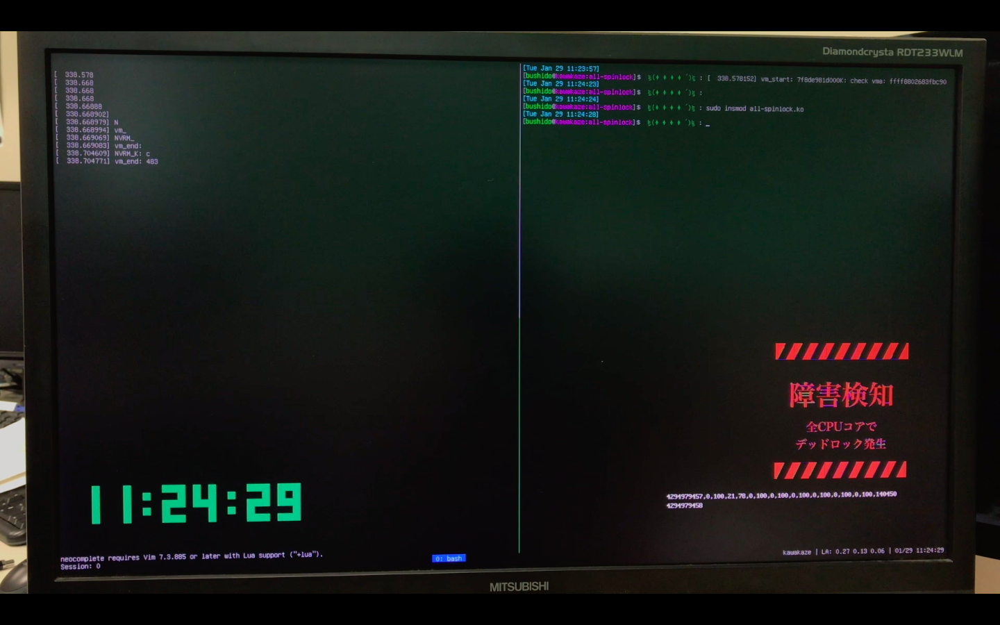 Diamondcrysta RDT233WLM
[ 338.578
[ 338.668
[ 338.668
[ 338.668
[ 338.66888
[ 338.668902]
[ 338.668979] N
[ 338.668994] vm_
[ 338.669069] NVRM_
[ 338.669083] vm_end:
[ 338.704609] NVRM_K: c
[ 338.704771] vm_end: 483
[Tue Jan 29 11:23:57]
[bushido@kawakaze:all-spinlock]$ : [ 338.578152] vm_start: 7f8de981d000K: check vma: ffff8802683fbc90
[Tue Jan 29 11:24:23]
[bushido@kawakaze:all-spinlock]$ :
[Tue Jan 29 11:24:24]
[bushido@kawakaze:all-spinlock]$ : sudo insmod all-spinlock.ko
[Tue Jan 29 11:24:28]
[bushido@kawakaze:all-spinlock]$ : _
障害検知
全CPUコアで
デッドロック発生
4294979457,0,100,21,78,0,100,0,100,0,100,0,100,0,100,0,100,140450
4294979458
11:24:29
neocomplete requires Vim 7.3.885 or later with Lua support ("+lua").
Session: 0
0: bash
kawakaze | LA: 0.27 0.13 0.06 | 01/29 11:24:29
MITSUBISHI